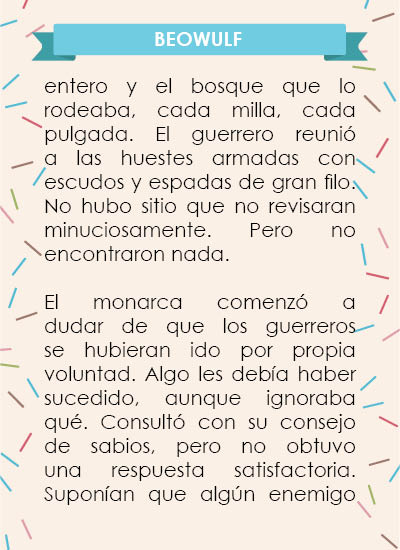 BEOWULF
entero y el bosque que lo
rodeaba, cada milla, cada
pulgada. El guerrero reunió
a las huestes armadas con
escudos y espadas de gran filo.
No hubo sitio que no revisaran
minuciosamente. Pero no
encontraron nada.
El monarca comenzó a
dudar de que los guerreros
se hubieran ido por propia
voluntad. Algo les debía haber
sucedido, aunque ignoraba
qué. Consultó con su consejo
de sabios, pero no obtuvo
una respuesta satisfactoria.
Suponían que algún enemigo